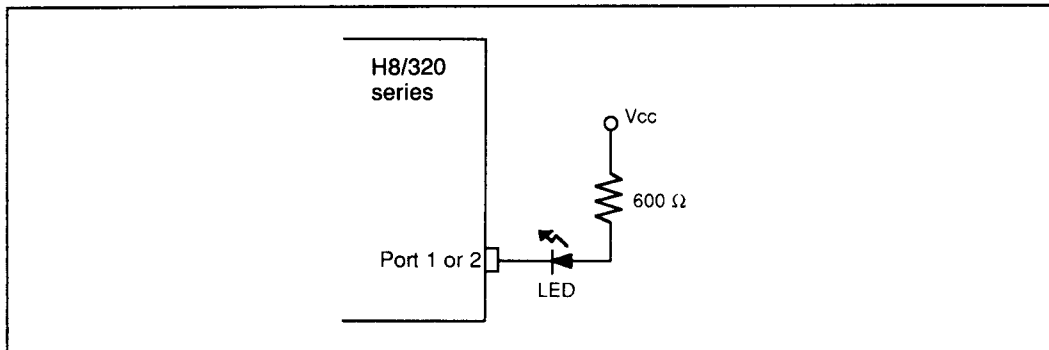 H8/320
series
Vcc
600 Ω
Port 1 or 2
LED